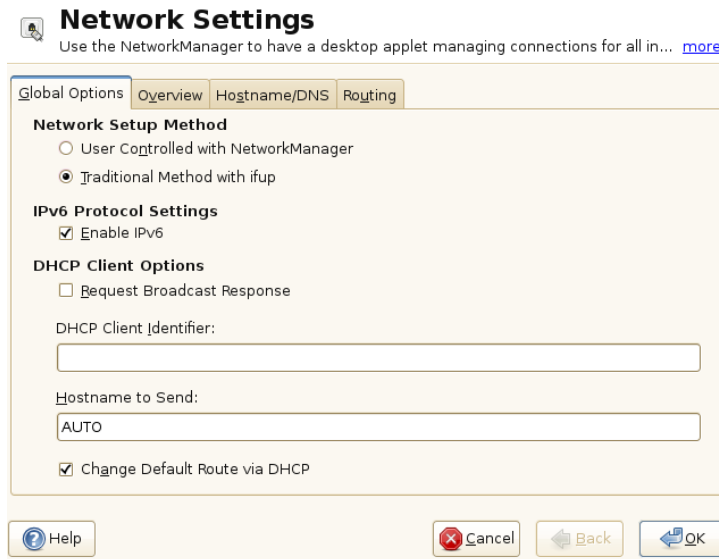 Network Settings
Use the NetworkManager to have a desktop applet managing connections for all in... more
Global Options Overview Hostname/DNS Routing
Network Setup Method
User Controlled with NetworkManager
Traditional Method with ifup
IPv6 Protocol Settings
Enable IPv6
DHCP Client Options
Request Broadcast Response
DHCP Client Identifier:
Hostname to Send:
AUTO
Change Default Route via DHCP
Help Cancel Back OK